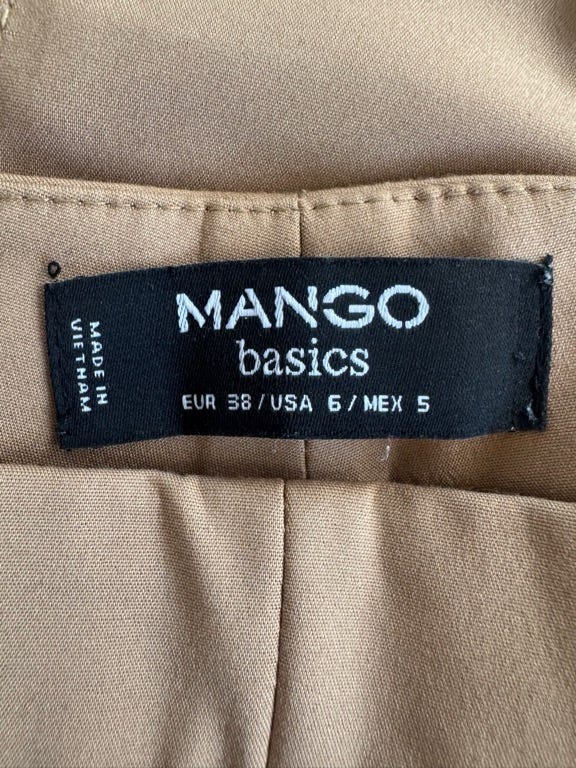 MANGO
basics
EUR 38 / USA 6 / MEX 5
MADE IN
VIETNAM